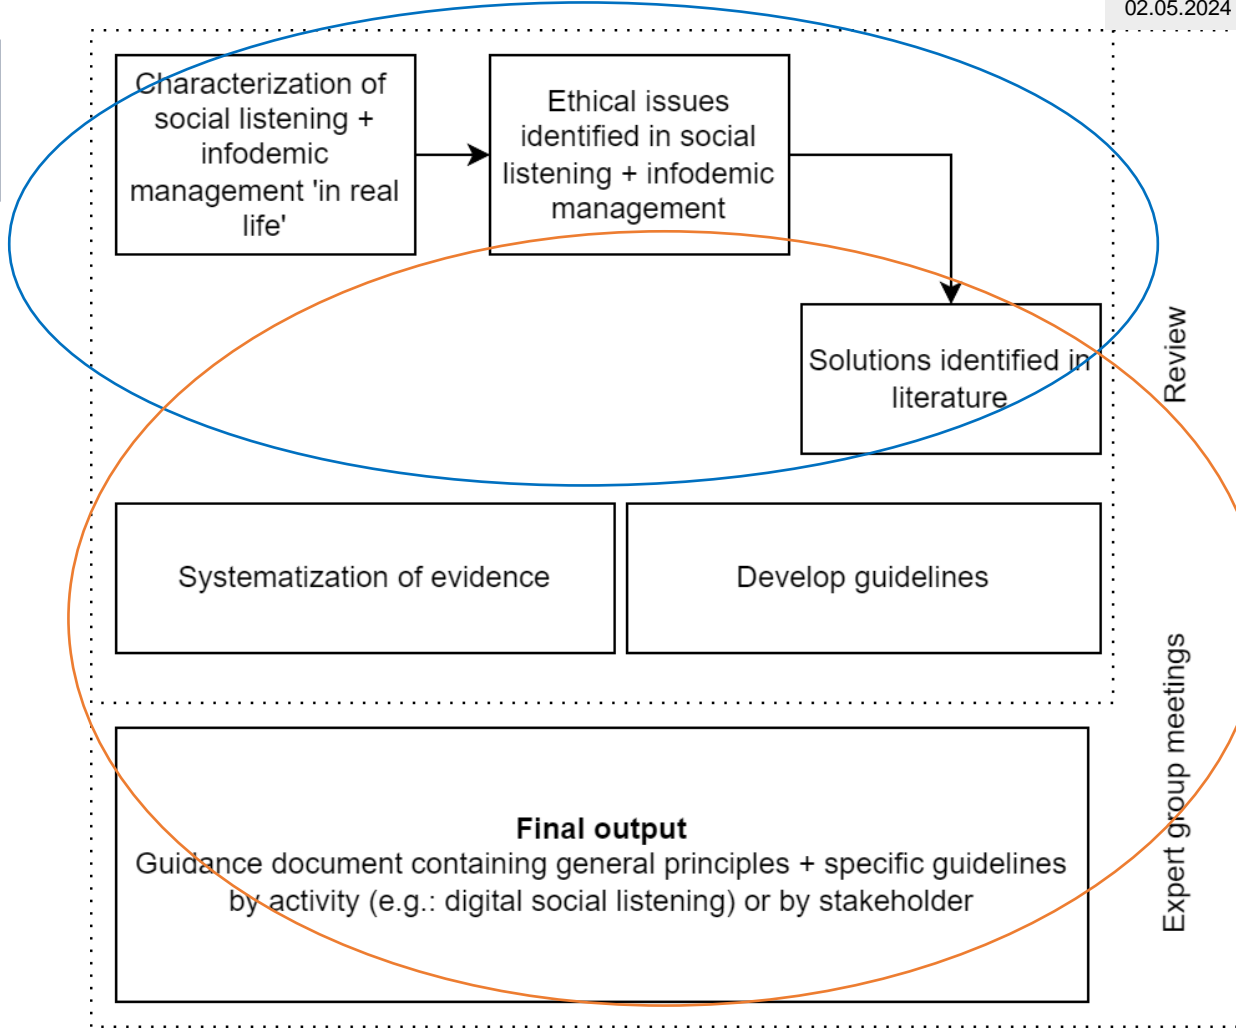 02.05.2024
Characterization of
social listening +
infodemic
management 'in real
life'
Ethical issues
identified in social
listening + infodemic
management
Solutions identified in
literature
Review
Systematization of evidence
Develop guidelines
Expert group meetings
Final output
Guidance document containing general principles + specific guidelines
by activity (e.g.: digital social listening) or by stakeholder